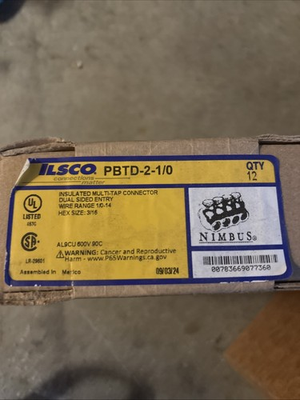 ILSCO
connections
matter
PBTD-2-1/0
QTY
12
INSULATED MULTI-TAP CONNECTOR
DUAL SIDED ENTRY
WIRE RANGE 1/0-14
HEX SIZE: 3/16
UL
LISTED
NIMBUS®
00783669077360
AL9CU 600V 90C
WARNING: Cancer and Reproductive
Harm - www.P65Warnings.ca.gov
Assembled In Mexico
09/03/24